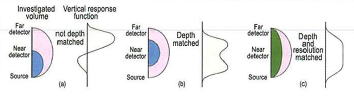 Investigated volume
Vertical response function
Far detector
Near detector
Source
not depth matched
(a)
Far detector
Near detector
Source
Depth matched
(b)
Far detector
Near detector
Source
Depth and resolution matched
(c)